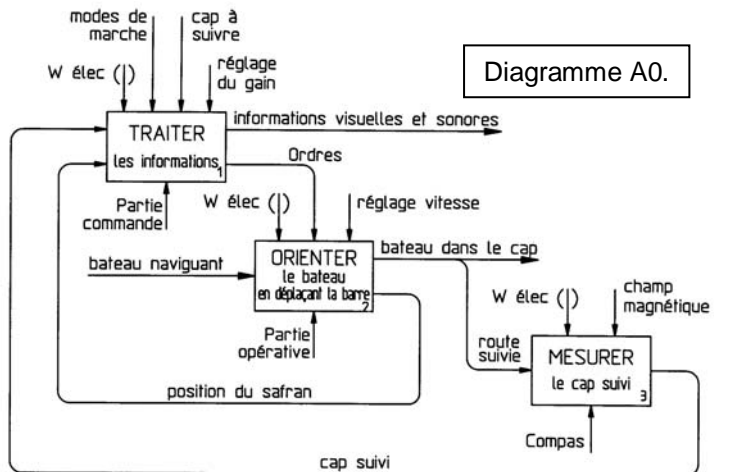 modes de
marche
cap à
suivre
W élec (|)
réglage
du gain
Diagramme A0.
TRAITER
les informations
1
informations visuelles et sonores
Ordres
Partie
commande
W élec (|)
réglage vitesse
bateau naviguant
ORIENTER
le bateau
en déplaçant la barre
2
bateau dans le cap
Partie
opérative
W élec (|)
champ
magnétique
route
suivie
MESURER
le cap suivi
3
position du safran
Compas
cap suivi